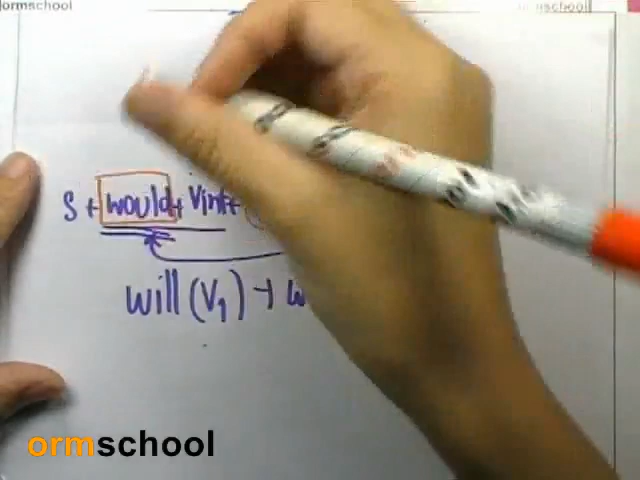 ormschool ormschool
S + would + Vinf +
will (V1) → w
ormschool